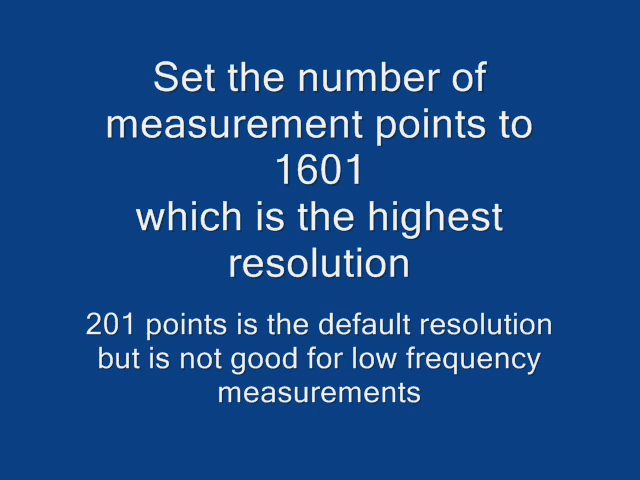 Set the number of
measurement points to
1601
which is the highest
resolution
201 points is the default resolution
but is not good for low frequency
measurements